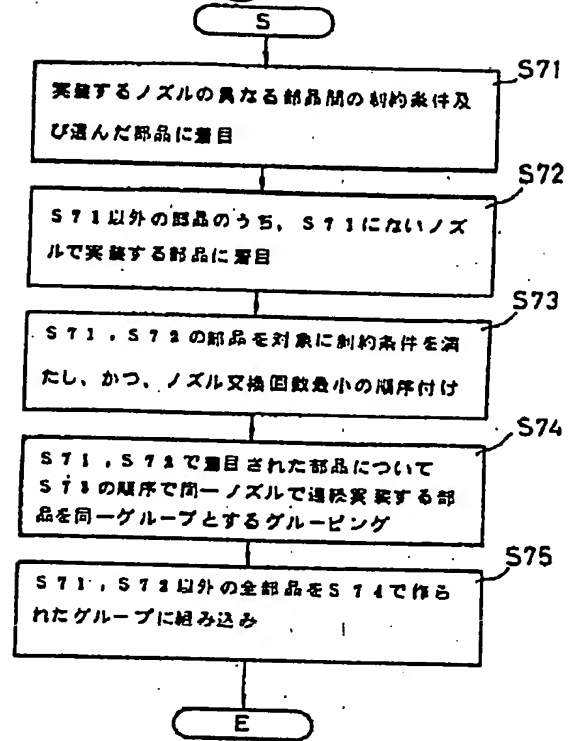 S
S71
実装するノズルの異なる部品間の制約条件及
び選んだ部品に着目
S72
S71以外の部品のうち、S71にないノズ
ルで実装する部品に着目
S73
S71,S72の部品を対象に制約条件を満
たし、かつ、ノズル交換回数最小の順序付け
S74
S71,S72で着目された部品について
S73の順序で同一ノズルで連続実装する部
品を同一グループとするグルーピング
S75
S71,S72以外の全部品をS74で作ら
れたグループに組み込み
E